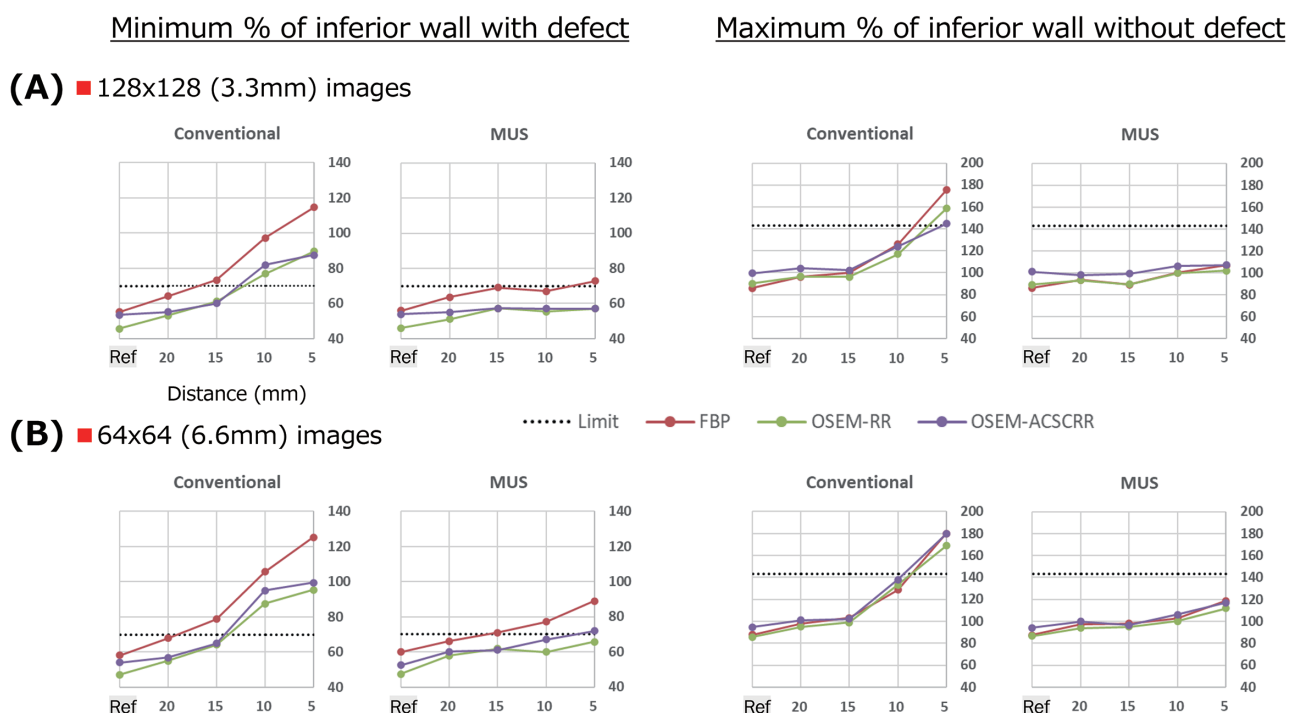 Minimum % of inferior wall with defect
Maximum % of inferior wall without defect
(A) 128x128 (3.3mm) images
Conventional
MUS
Conventional
MUS
140
120
100
80
60
40
Ref 20 15 10 5
140
120
100
80
60
40
Ref 20 15 10 5
200
180
160
140
120
100
80
60
40
Ref 20 15 10 5
200
180
160
140
120
100
80
60
40
Ref 20 15 10 5
Distance (mm)
Limit FBP OSEM-RR OSEM-ACSCRR
(B) 64x64 (6.6mm) images
Conventional
MUS
Conventional
MUS
140
120
100
80
60
40
Ref 20 15 10 5
140
120
100
80
60
40
Ref 20 15 10 5
200
180
160
140
120
100
80
60
40
Ref 20 15 10 5
200
180
160
140
120
100
80
60
40
Ref 20 15 10 5